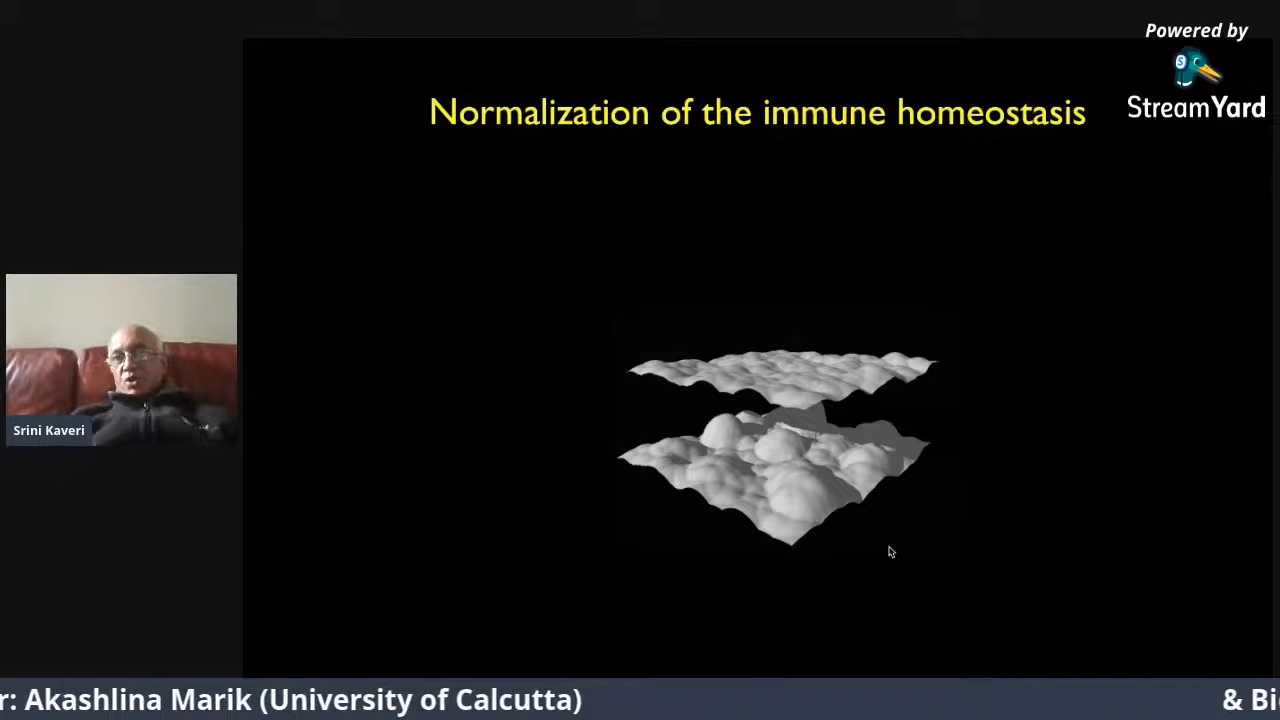 Powered by
S
StreamYard
Normalization of the immune homeostasis
Srini Kaveri
r: Akashlina Marik (University of Calcutta)
& Bi